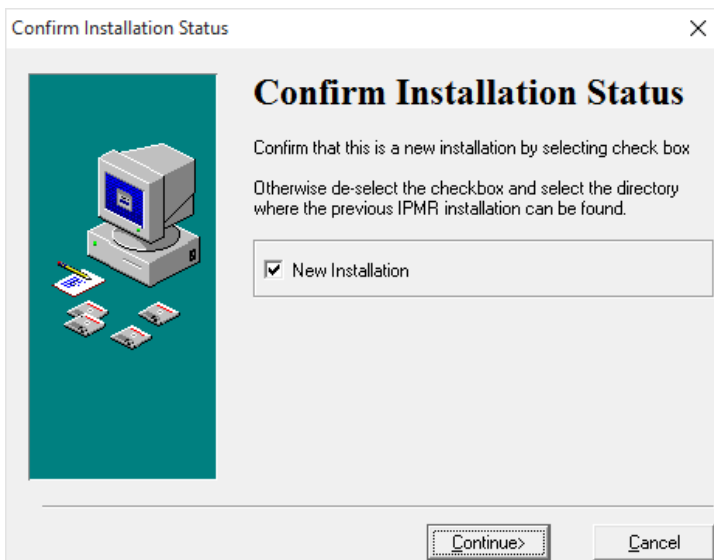 Confirm Installation Status
Confirm Installation Status
Confirm that this is a new installation by selecting check box
Otherwise de-select the checkbox and select the directory
where the previous IPMR installation can be found.
New Installation
Continue>
Cancel